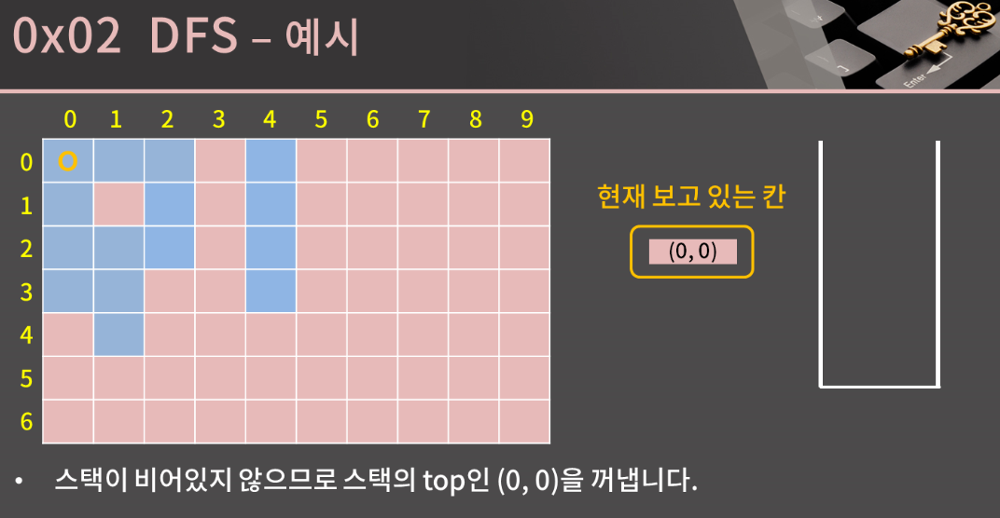 0x02 DFS – 예시
Enter
0 1 2 3 4 5 6 7 8 9
0 O
1
2
3
4
5
6
현재 보고 있는 칸
(0, 0)
• 스택이 비어있지 않으므로 스택의 top인 (0, 0)을 꺼냅니다.